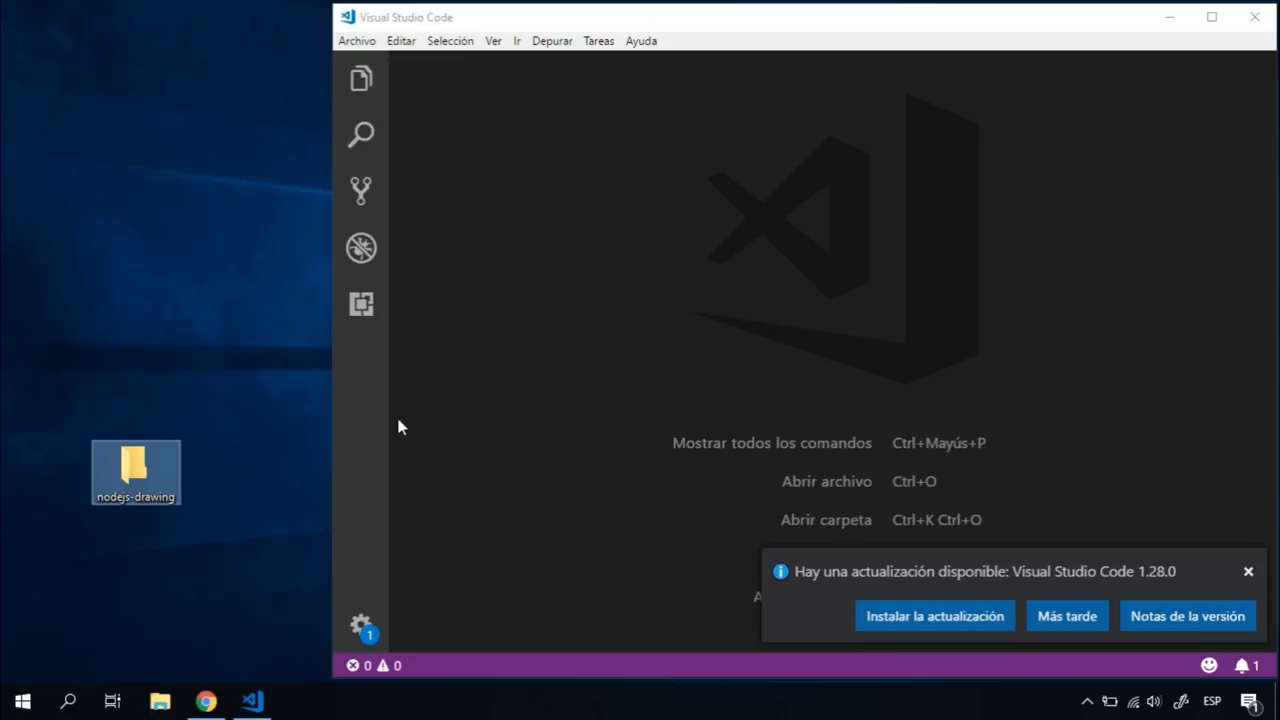 Visual Studio Code
Archivo Editar Selección Ver Ir Depurar Tareas Ayuda
Mostrar todos los comandos Ctrl+Mayús+P
Abrir archivo Ctrl+O
Abrir carpeta Ctrl+K Ctrl+O
nodejs-drawing
Hay una actualización disponible: Visual Studio Code 1.28.0
A
Instalar la actualización Más tarde Notas de la versión
1
0 0 1
ESP 1